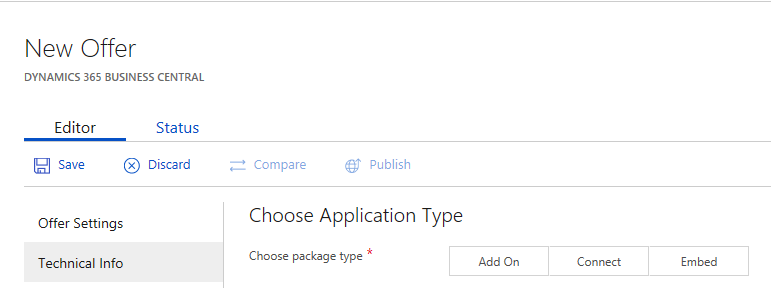 New Offer
DYNAMICS 365 BUSINESS CENTRAL
Editor Status
Save Discard Compare Publish
Offer Settings
Technical Info
Choose Application Type
Choose package type * Add On Connect Embed